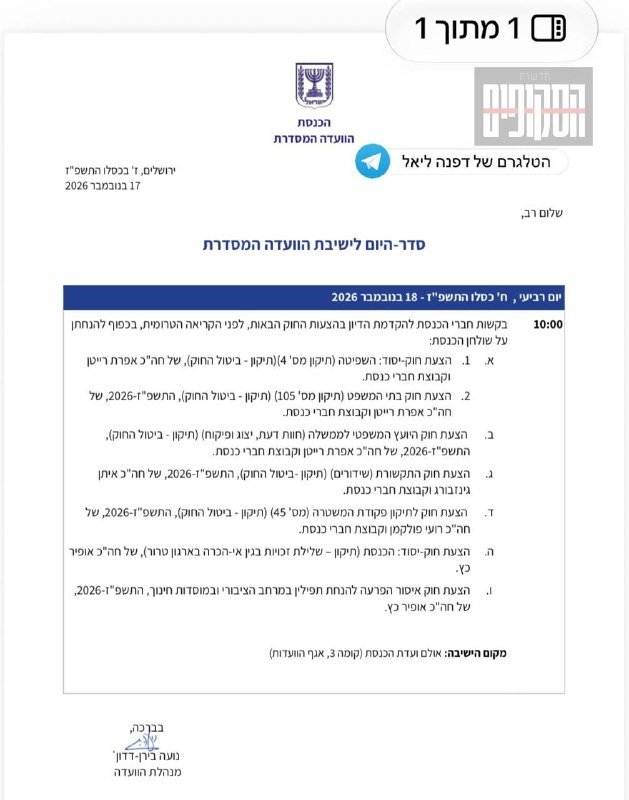 1 מתוך 1
חדשות
הסקופים
הכנסת
הוועדה המסדרת
הטלגרם של דפנה ליאל
ירושלים, ז' בכסלו התשפ"ז
17 בנובמבר 2026
שלום רב,
סדר-היום לישיבת הוועדה המסדרת
יום רביעי , ח' כסלו התשפ"ז - 18 בנובמבר 2026
10:00 בקשות חברי הכנסת להקדמת הדיון בהצעות החוק הבאות, לפני הקריאה הטרומית, בכפוף להנחתן
על שולחן הכנסת:
א. 1. הצעת חוק-יסוד: השפיטה (תיקון מס' 4)(תיקון - ביטול החוק), של חה"כ אפרת רייטן
וקבוצת חברי כנסת.
2. הצעת חוק בתי המשפט (תיקון מס' 105) (תיקון - ביטול החוק), התשפ"ז-2026, של
חה"כ אפרת רייטן וקבוצת חברי כנסת.
ב. הצעת חוק היועץ המשפטי לממשלה (חוות דעת, יצוג ופיקוח) (תיקון - ביטול החוק),
התשפ"ז-2026, של חה"כ אפרת רייטן וקבוצת חברי כנסת.
ג. הצעת חוק התקשורת (שידורים) (תיקון -ביטול החוק), התשפ"ז-2026, של חה"כ איתן
גינזבורג וקבוצת חברי כנסת.
ד. הצעת חוק לתיקון פקודת המשטרה (מס' 45) (תיקון - ביטול החוק), התשפ"ז-2026, של
חה"כ רועי פולקמן וקבוצת חברי כנסת.
ה. הצעת חוק-יסוד: הכנסת (תיקון – שלילת זכויות בגין אי-הכרה בארגון טרור), של חה"כ אופיר
כץ.
ו. הצעת חוק איסור הפרעה להנחת תפילין במרחב הציבורי ובמוסדות חינוך, התשפ"ז-2026,
של חה"כ אופיר כץ.
מקום הישיבה: אולם ועדת הכנסת (קומה 3, אגף הוועדות)
בברכה,
נועה בירן-דדון
מנהלת הוועדה